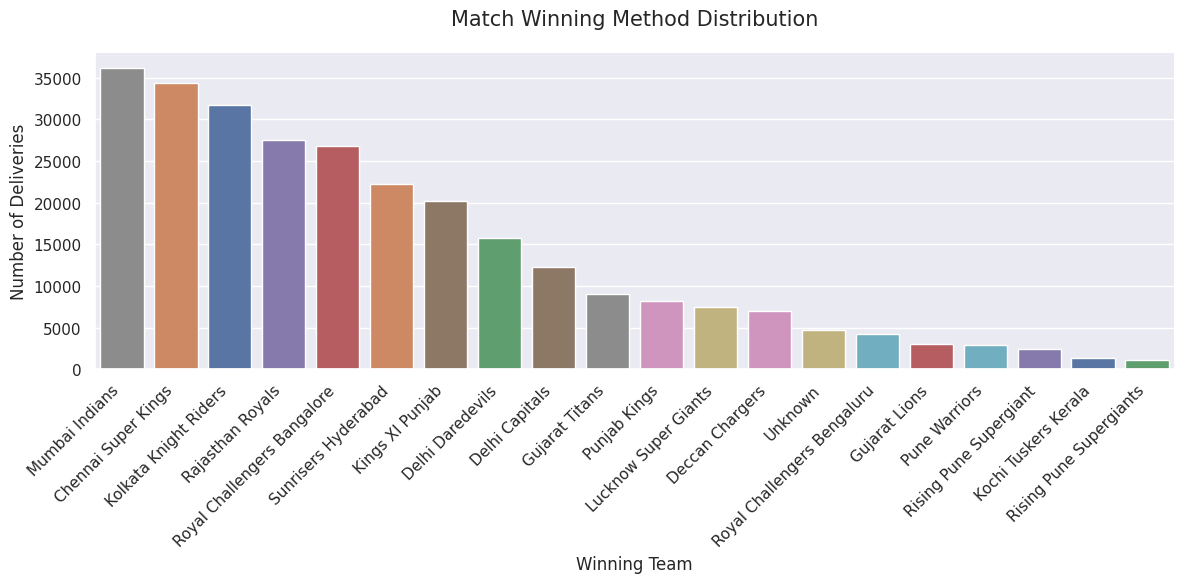 Match Winning Method Distribution
Number of Deliveries
35000
30000
25000
20000
15000
10000
5000
0
Mumbai Indians
Chennai Super Kings
Kolkata Knight Riders
Rajasthan Royals
Royal Challengers Bangalore
Sunrisers Hyderabad
Kings XI Punjab
Delhi Daredevils
Delhi Capitals
Gujarat Titans
Punjab Kings
Lucknow Super Giants
Deccan Chargers
Unknown
Royal Challengers Bengaluru
Gujarat Lions
Pune Warriors
Rising Pune Supergiant
Kochi Tuskers Kerala
Rising Pune Supergiants
Winning Team